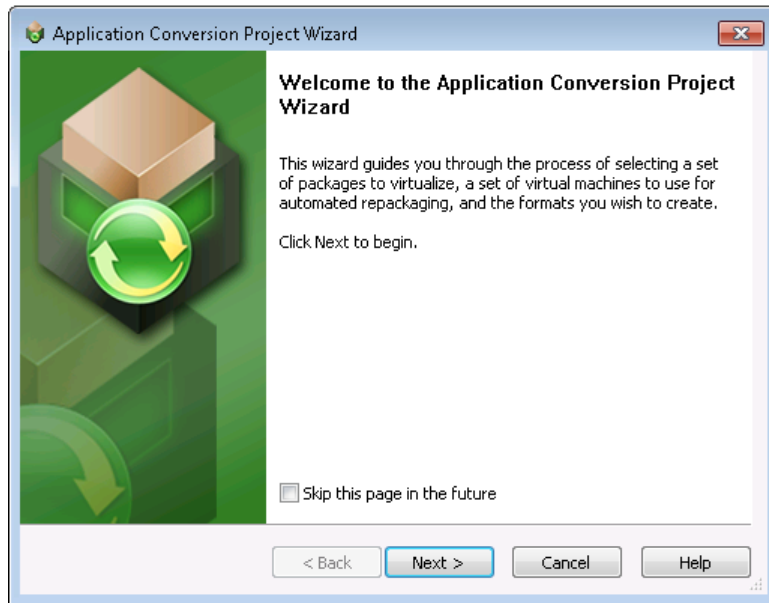 Application Conversion Project Wizard
Welcome to the Application Conversion Project
Wizard
This wizard guides you through the process of selecting a set
of packages to virtualize, a set of virtual machines to use for
automated repackaging, and the formats you wish to create.
Click Next to begin.
Skip this page in the future
< Back Next > Cancel Help